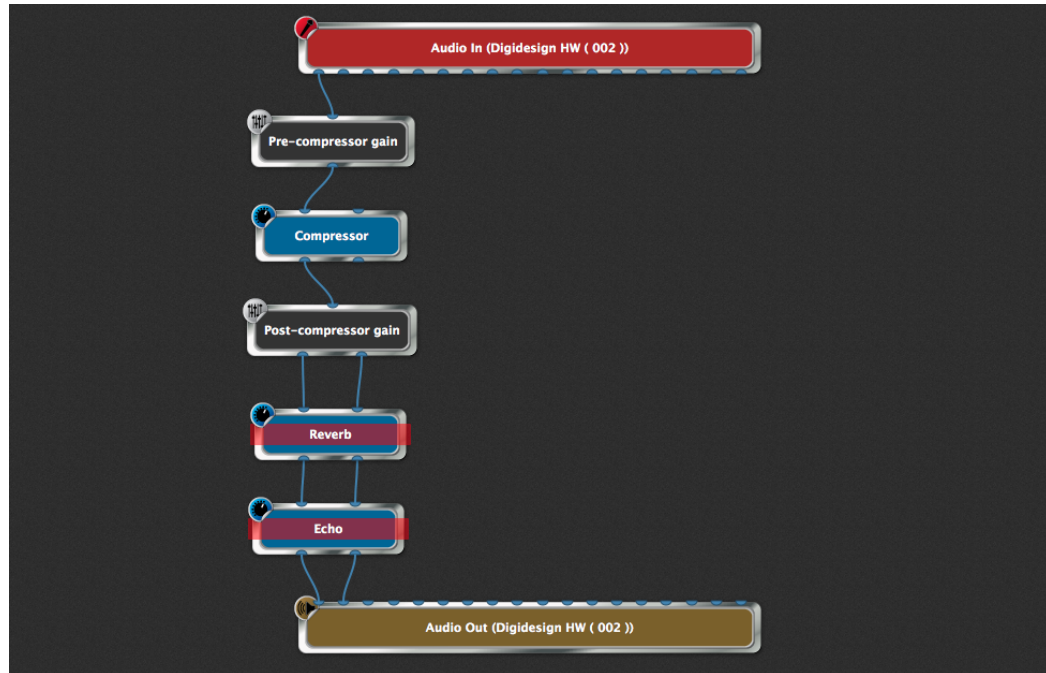 Audio In (Digidesign HW ( 002 ))
Pre-compressor gain
Compressor
Post-compressor gain
Reverb
Echo
Audio Out (Digidesign HW ( 002 ))